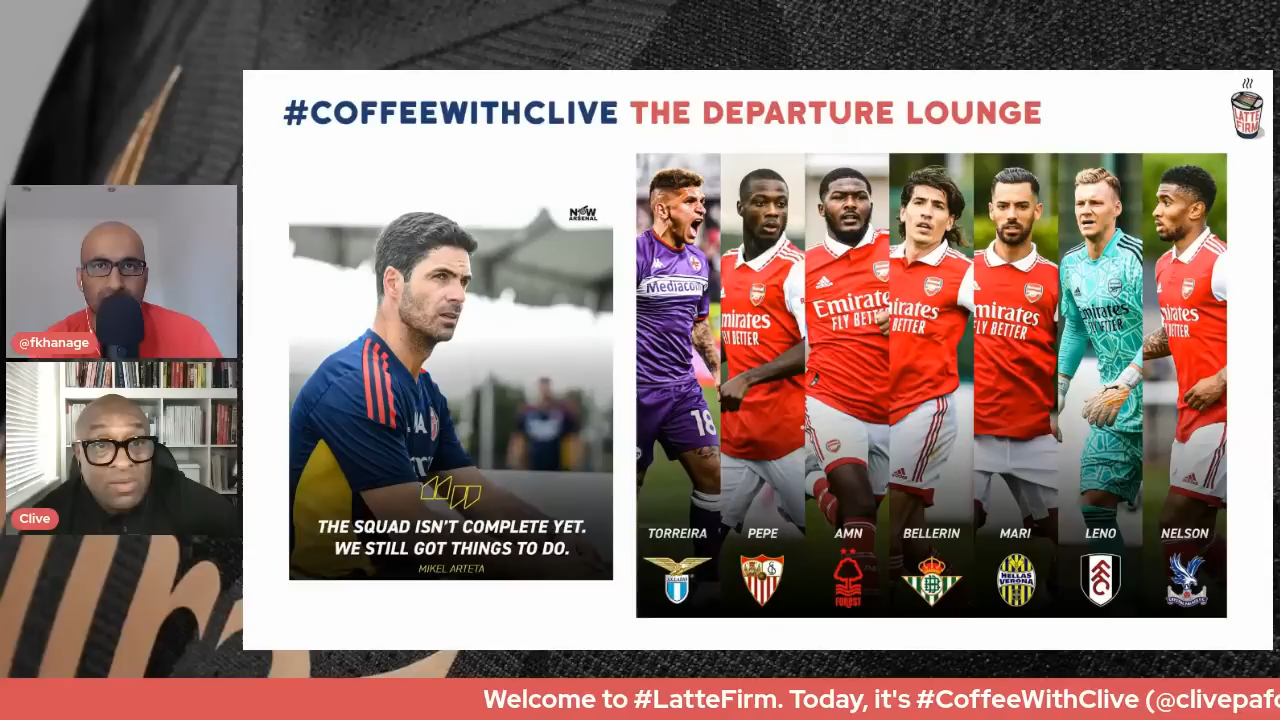 #COFFEEWITHCLIVE THE DEPARTURE LOUNGE
LATTE
FIRM
@fkhanage
Clive
NOW
ARSENAL
THE SQUAD ISN'T COMPLETE YET.
WE STILL GOT THINGS TO DO.
MIKEL ARTETA
Mediacom
18
Emirates
FLY BETTER
TORREIRA
PEPE
AMN
BELLERIN
MARI
LENO
NELSON
FOREST
HELLAS
VERONA
Welcome to #LatteFirm. Today, it's #CoffeeWithClive (@clivepafc